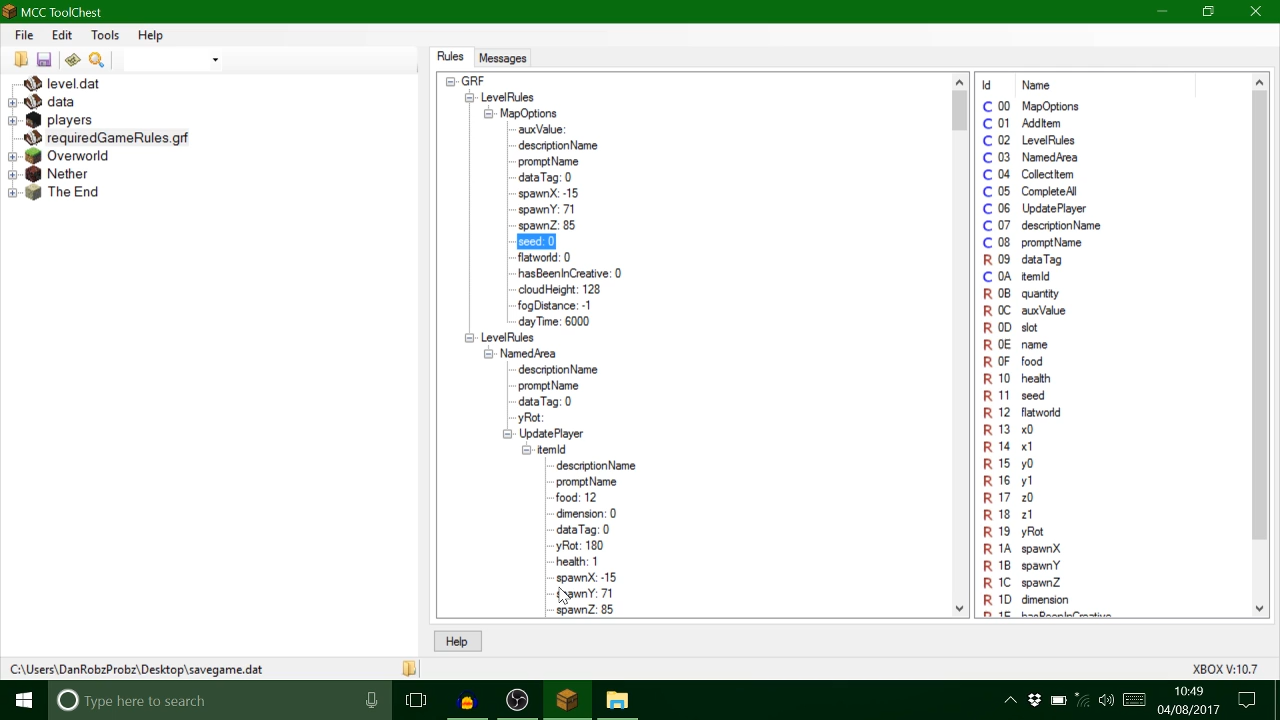 MCC ToolChest
File Edit Tools Help
level.dat
data
players
requiredGameRules.grf
Overworld
Nether
The End
Rules Messages
GRF
LevelRules
MapOptions
auxValue:
descriptionName
promptName
dataTag: 0
spawnX: -15
spawnY: 71
spawnZ: 85
seed: 0
flatworld: 0
hasBeenInCreative: 0
cloudHeight: 128
fogDistance: -1
dayTime: 6000
LevelRules
NamedArea
descriptionName
promptName
dataTag: 0
yRot:
UpdatePlayer
itemId
descriptionName
promptName
food: 12
dimension: 0
dataTag: 0
yRot: 180
health: 1
spawnX: -15
spawnY: 71
spawnZ: 85
Id Name
C 00 MapOptions
C 01 AddItem
C 02 LevelRules
C 03 NamedArea
C 04 CollectItem
C 05 CompleteAll
C 06 UpdatePlayer
C 07 descriptionName
C 08 promptName
R 09 dataTag
C 0A itemId
R 0B quantity
R 0C auxValue
R 0D slot
R 0E name
R 0F food
R 10 health
R 11 seed
R 12 flatworld
R 13 x0
R 14 x1
R 15 y0
R 16 y1
R 17 z0
R 18 z1
R 19 yRot
R 1A spawnX
R 1B spawnY
R 1C spawnZ
R 1D dimension
R 1E hasBeenInCreative
Help
C:\Users\DanRobzProbz\Desktop\savegame.dat
XBOX V:10.7
Type here to search
10:49
04/08/2017